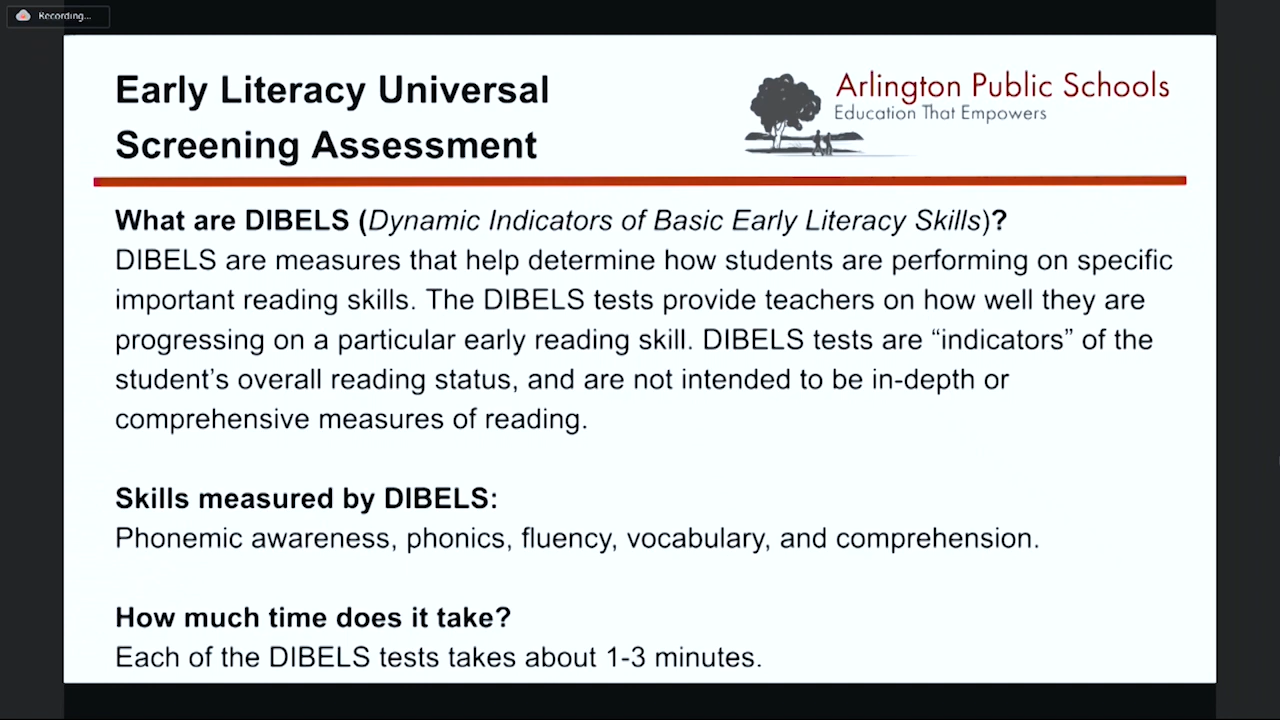 Recording...
Early Literacy Universal
Screening Assessment
Arlington Public Schools
Education That Empowers
What are DIBELS (Dynamic Indicators of Basic Early Literacy Skills)?
DIBELS are measures that help determine how students are performing on specific
important reading skills. The DIBELS tests provide teachers on how well they are
progressing on a particular early reading skill. DIBELS tests are “indicators” of the
student’s overall reading status, and are not intended to be in-depth or
comprehensive measures of reading.
Skills measured by DIBELS:
Phonemic awareness, phonics, fluency, vocabulary, and comprehension.
How much time does it take?
Each of the DIBELS tests takes about 1-3 minutes.